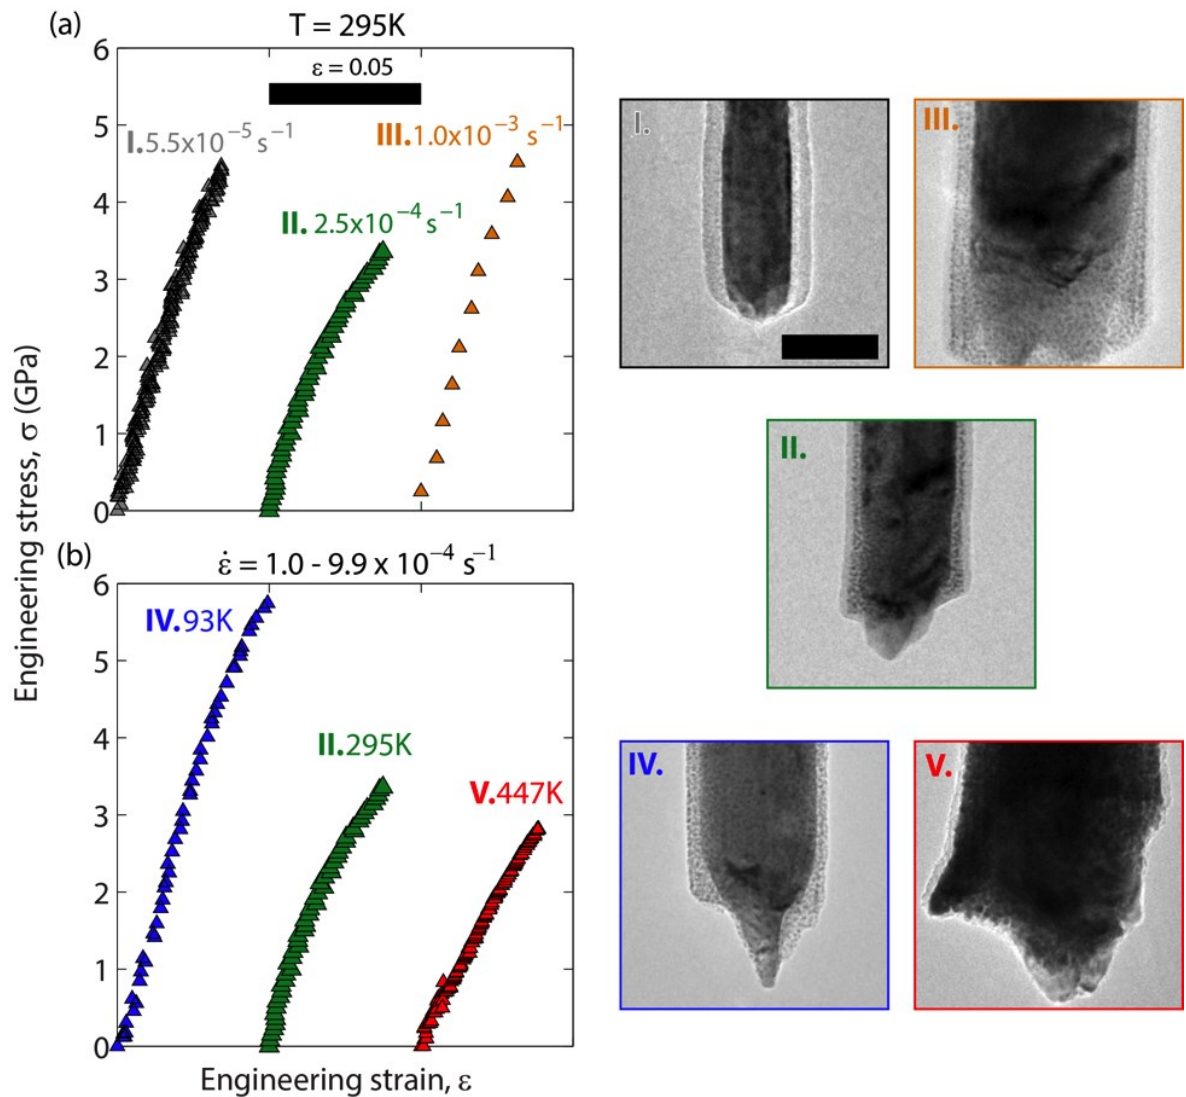 (a)
T = 295K
ε = 0.05
I. 5.5x10⁻⁵ s⁻¹
III. 1.0x10⁻³ s⁻¹
II. 2.5x10⁻⁴ s⁻¹
6
5
4
3
2
1
0
Engineering stress, σ (GPa)
(b)
ε̇ = 1.0 - 9.9 x 10⁻⁴ s⁻¹
IV. 93K
II. 295K
V. 447K
6
5
4
3
2
1
0
Engineering strain, ε
I.
III.
II.
IV.
V.